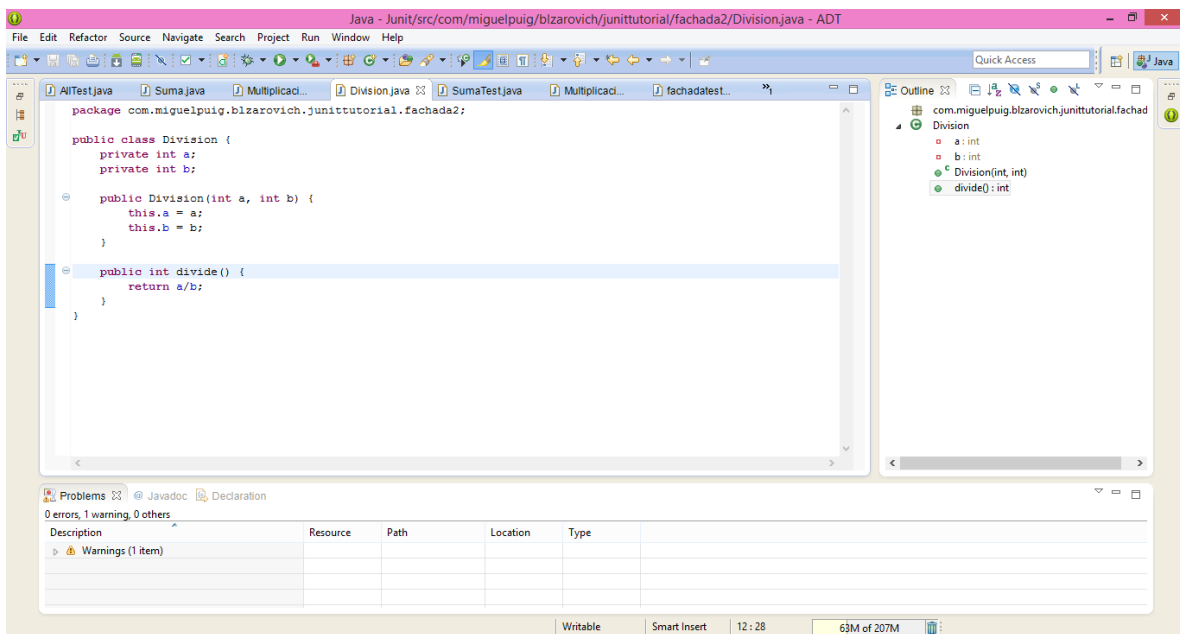 Java - Junit/src/com/miguelpuig/blzarovich/junittutorial/fachada2/Division.java - ADT
File Edit Refactor Source Navigate Search Project Run Window Help
Quick Access
Java
AllTest.java Suma.java Multiplicaci... Division.java SumaTest.java Multiplicaci... fachadatest... »1
package com.miguelpuig.blzarovich.junittutorial.fachada2;
public class Division {
private int a;
private int b;
public Division(int a, int b) {
this.a = a;
this.b = b;
}
public int divide() {
return a/b;
}
}
Outline
com.miguelpuig.blzarovich.junittutorial.fachad
Division
a : int
b : int
Division(int, int)
divide() : int
Problems @ Javadoc Declaration
0 errors, 1 warning, 0 others
Description Resource Path Location Type
Warnings (1 item)
Writable Smart Insert 12 : 28 63M of 207M